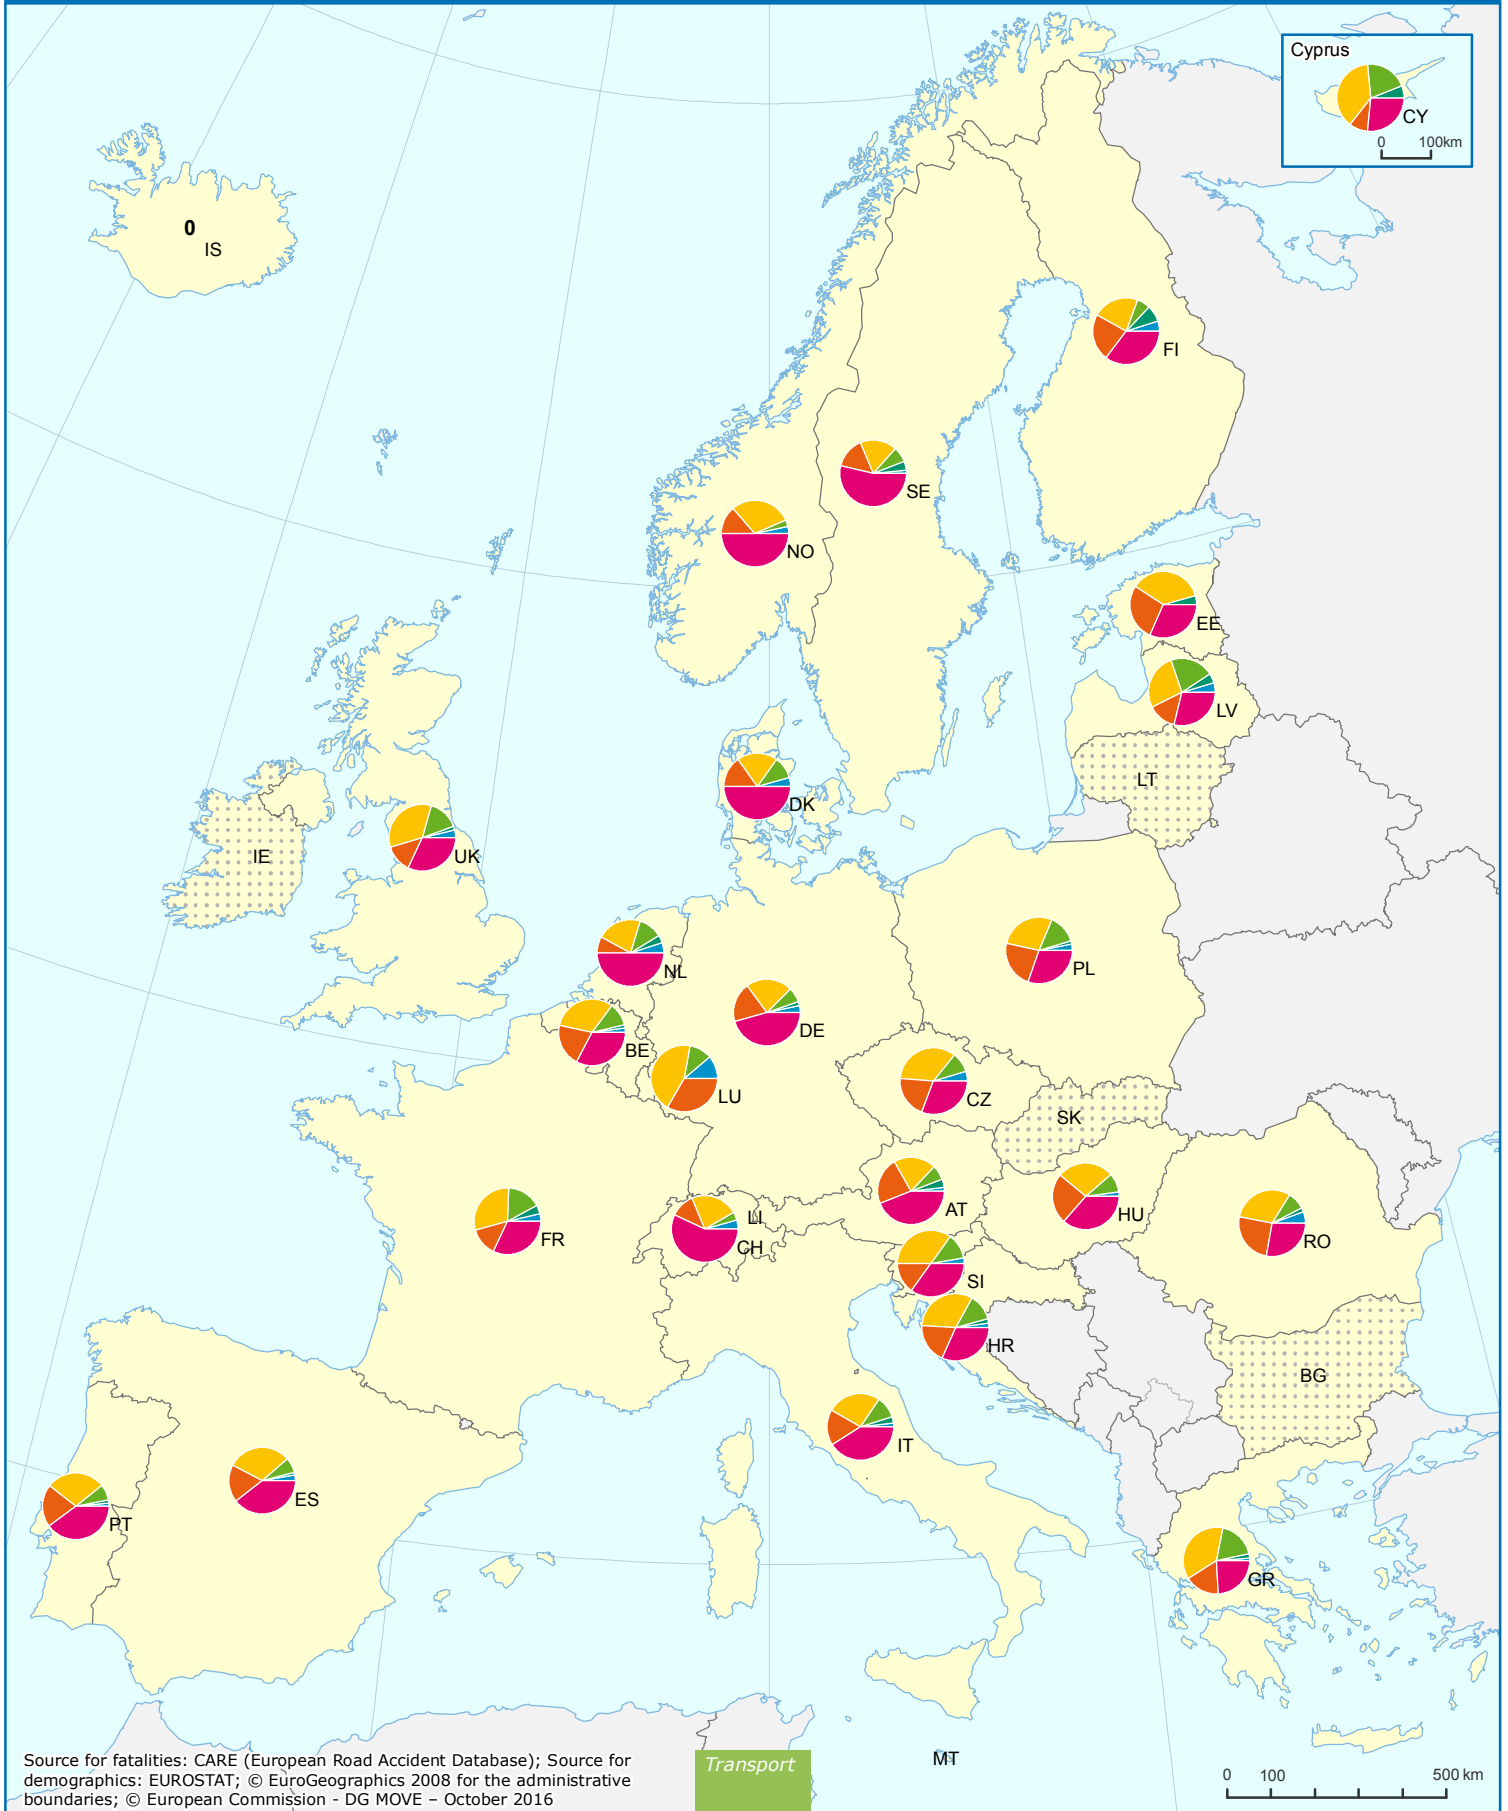 Cyprus
CY
0 100km
0
IS
FI
SE
NO
EE
LV
LT
DK
IE
UK
NL
PL
DE
BE
LU
CZ
SK
AT
HU
RO
FR
LI
CH
SI
HR
BG
IT
ES
PT
GR
MT
Source for fatalities: CARE (European Road Accident Database); Source for
demographics: EUROSTAT; © EuroGeographics 2008 for the administrative
boundaries; © European Commission - DG MOVE – October 2016
Transport
0 100 500 km